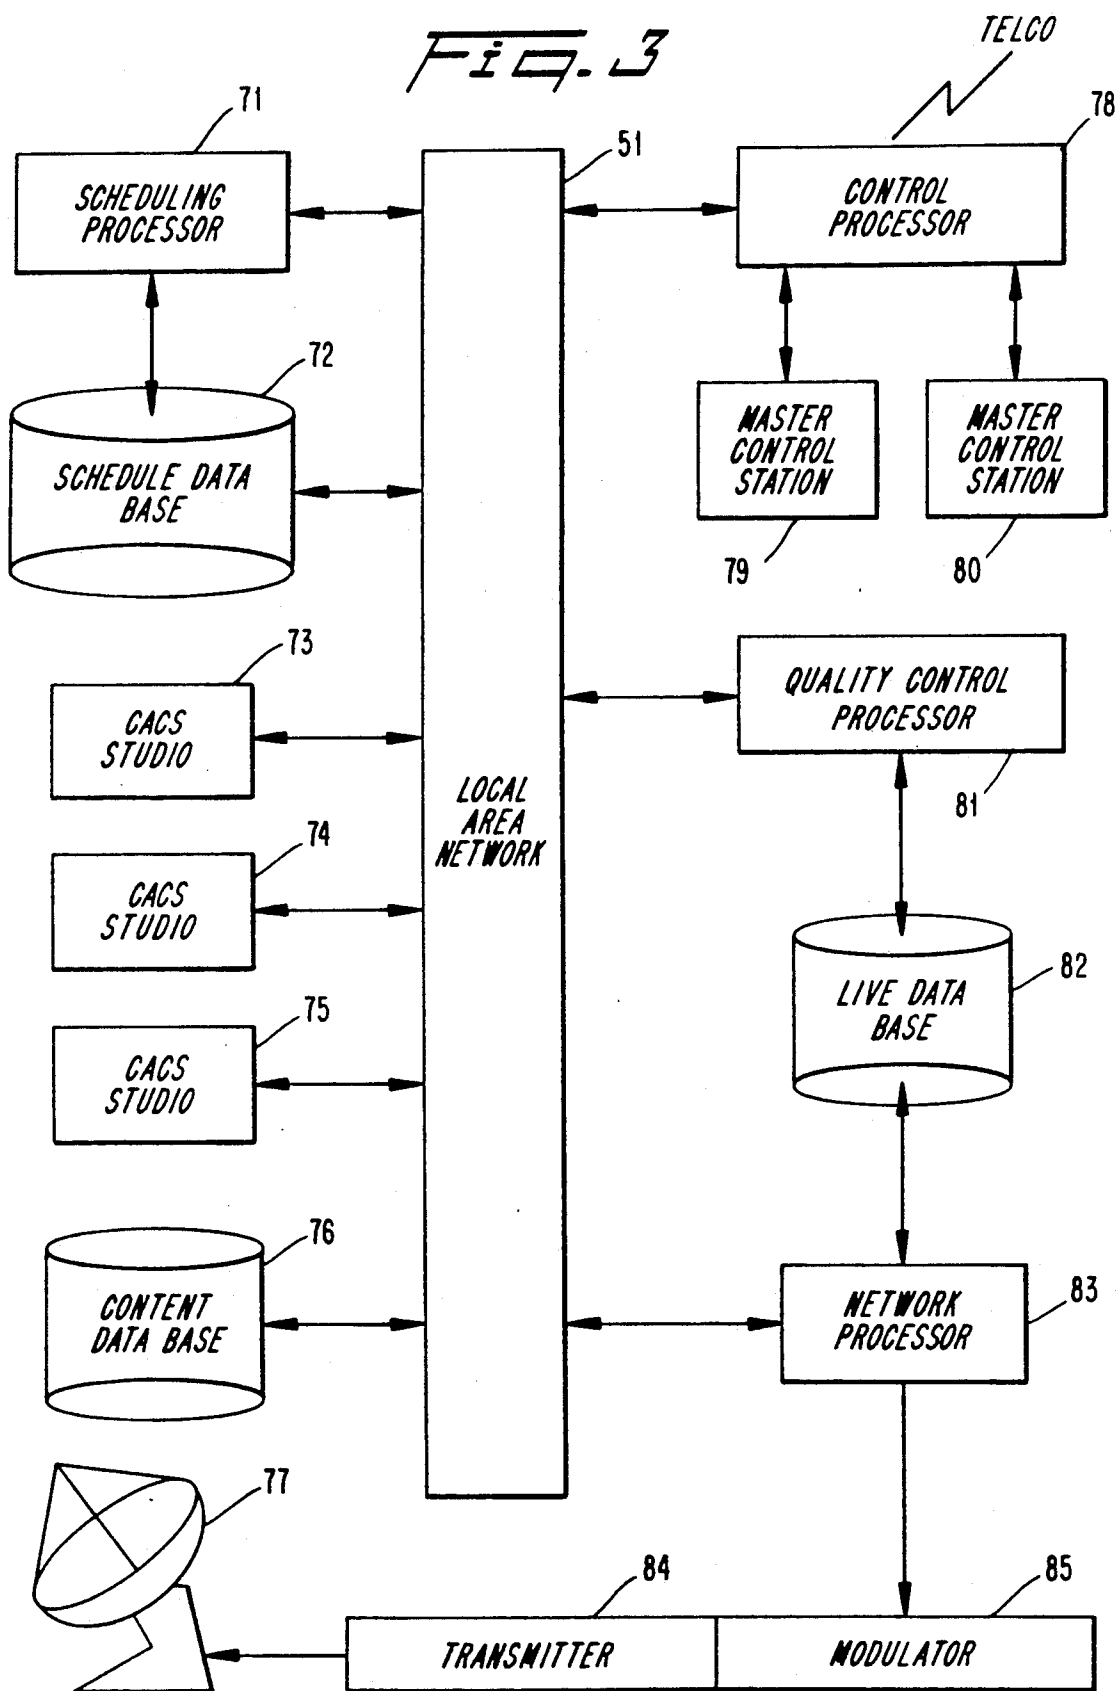 Fig. 3
TELCO
71
SCHEDULING
PROCESSOR
51
78
CONTROL
PROCESSOR
72
SCHEDULE DATA
BASE
MASTER
CONTROL
STATION
79
MASTER
CONTROL
STATION
80
73
CACS
STUDIO
QUALITY CONTROL
PROCESSOR
81
LOCAL
AREA
NETWORK
74
CACS
STUDIO
82
LIVE DATA
BASE
75
CACS
STUDIO
76
CONTENT
DATA BASE
83
NETWORK
PROCESSOR
77
84
TRANSMITTER
85
MODULATOR